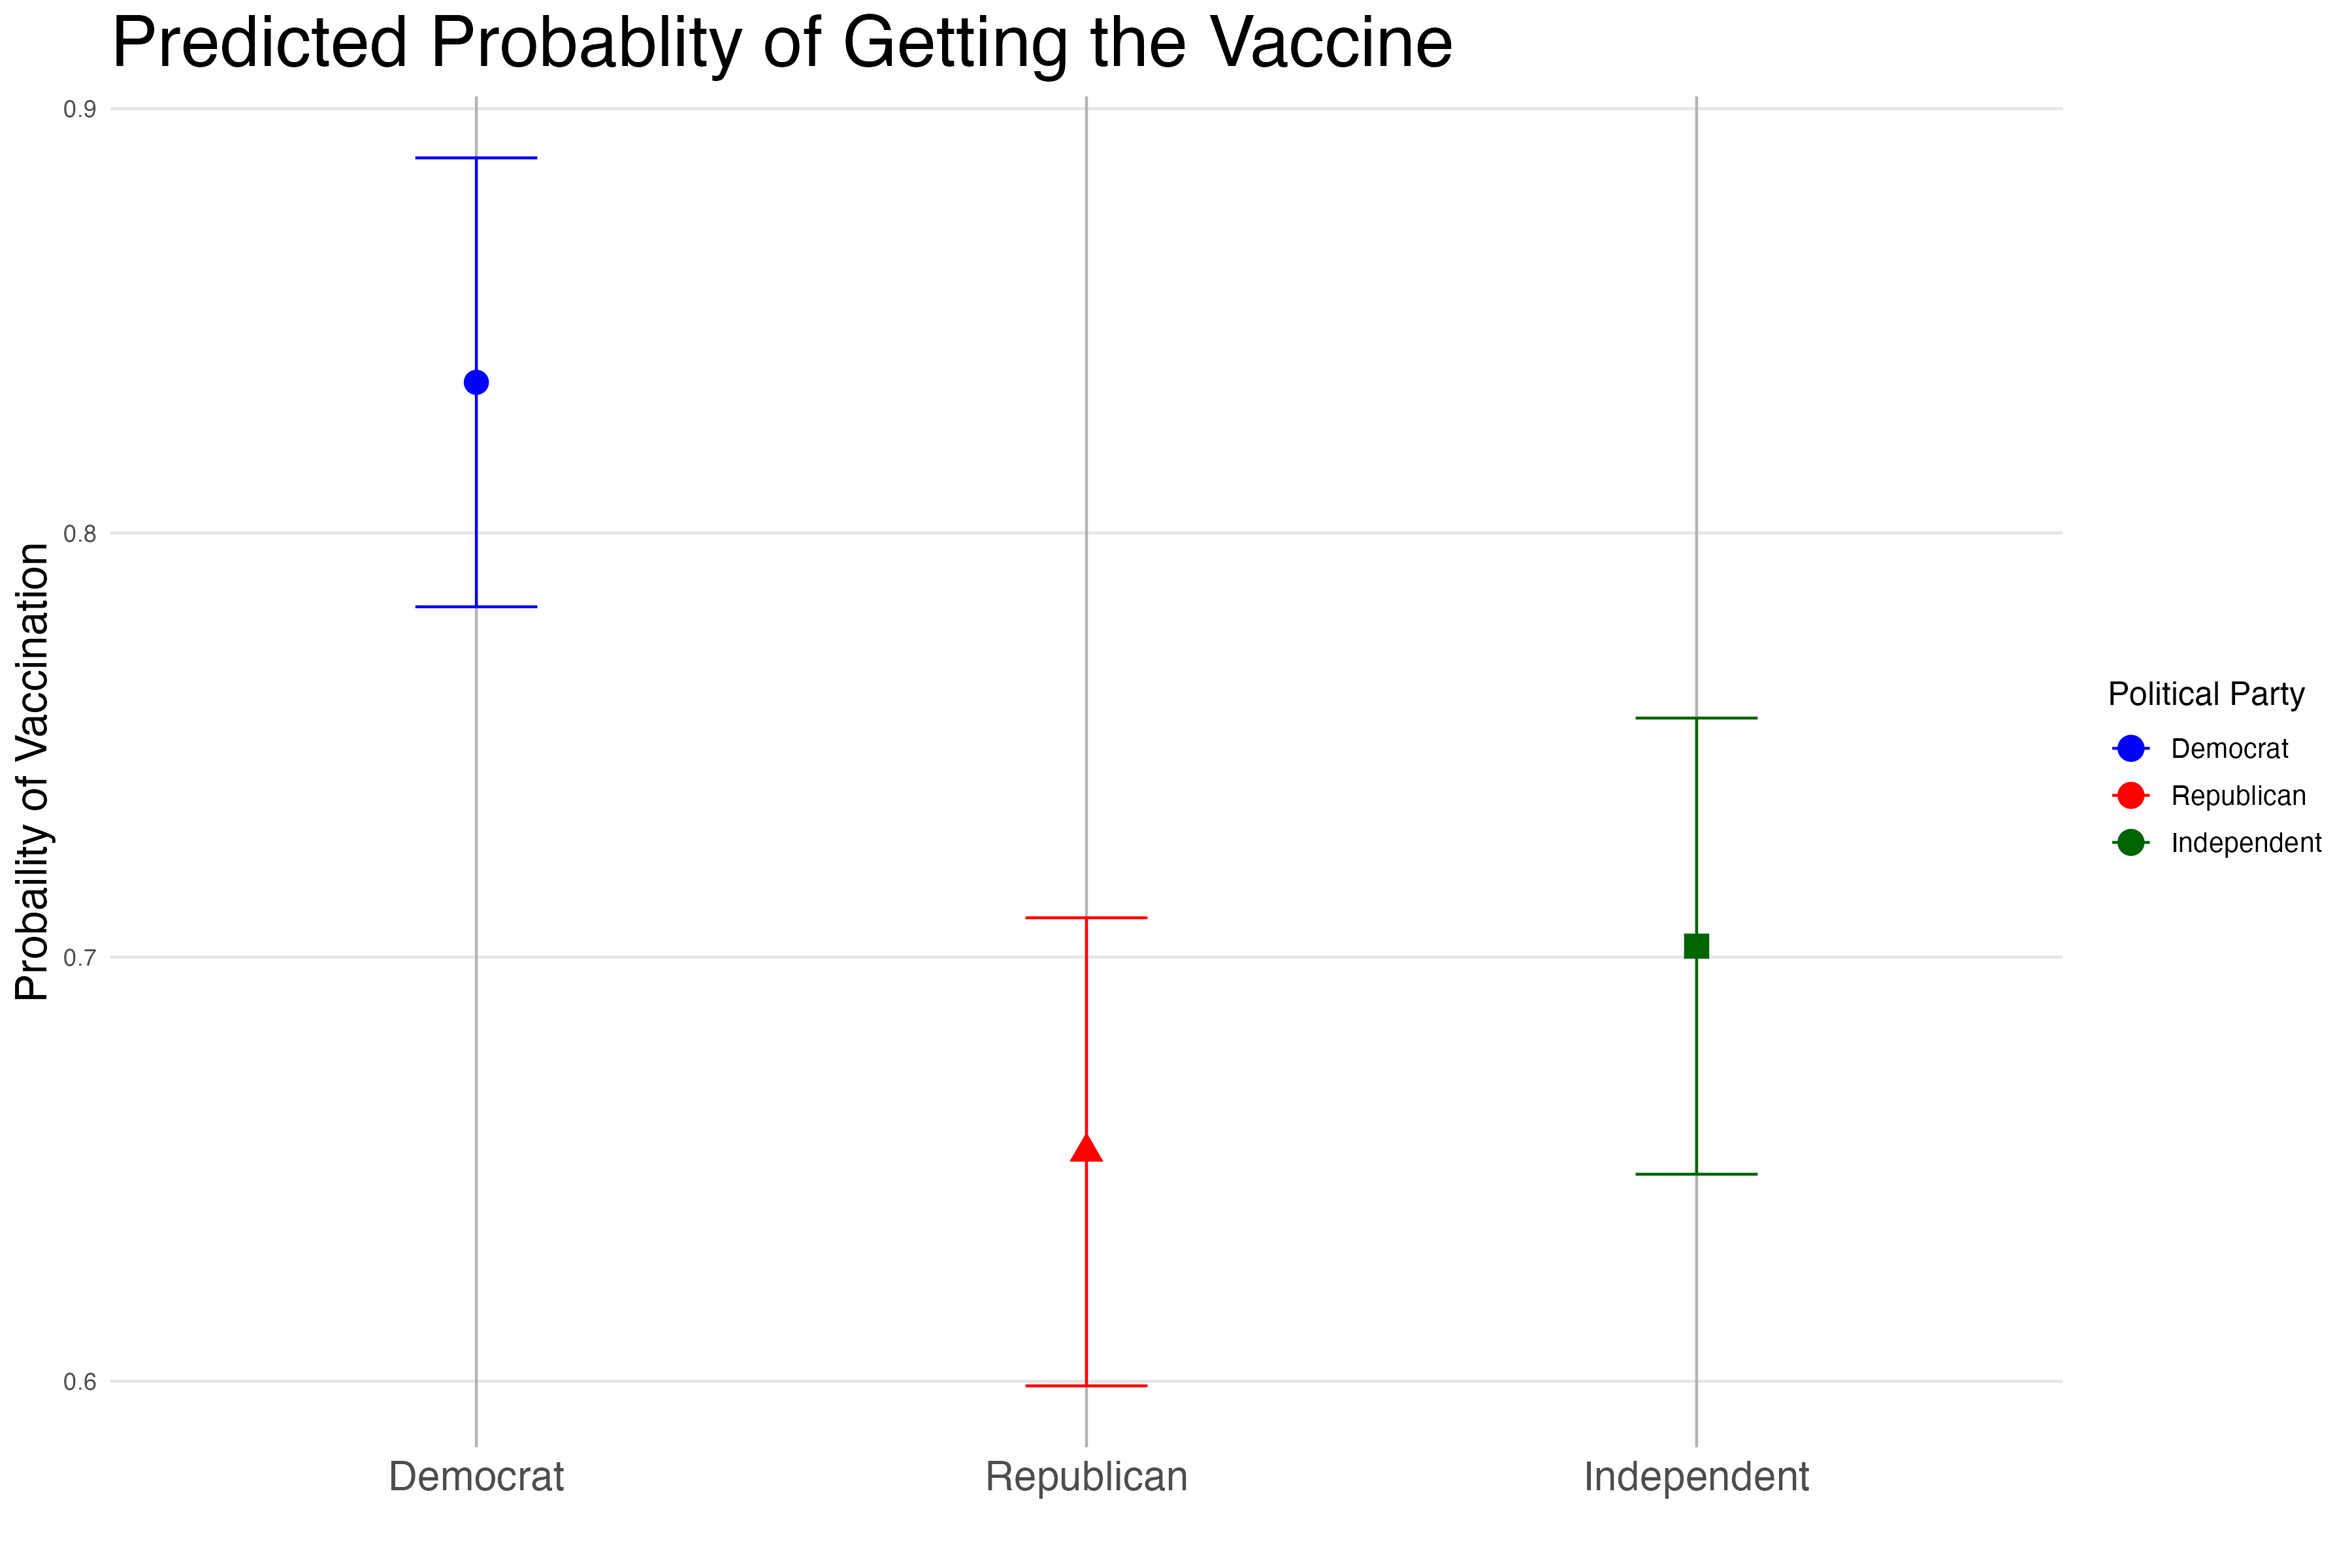 Predicted Probablity of Getting the Vaccine
Probaility of Vaccination
0.9
0.8
0.7
0.6
Democrat
Republican
Independent
Political Party
Democrat
Republican
Independent